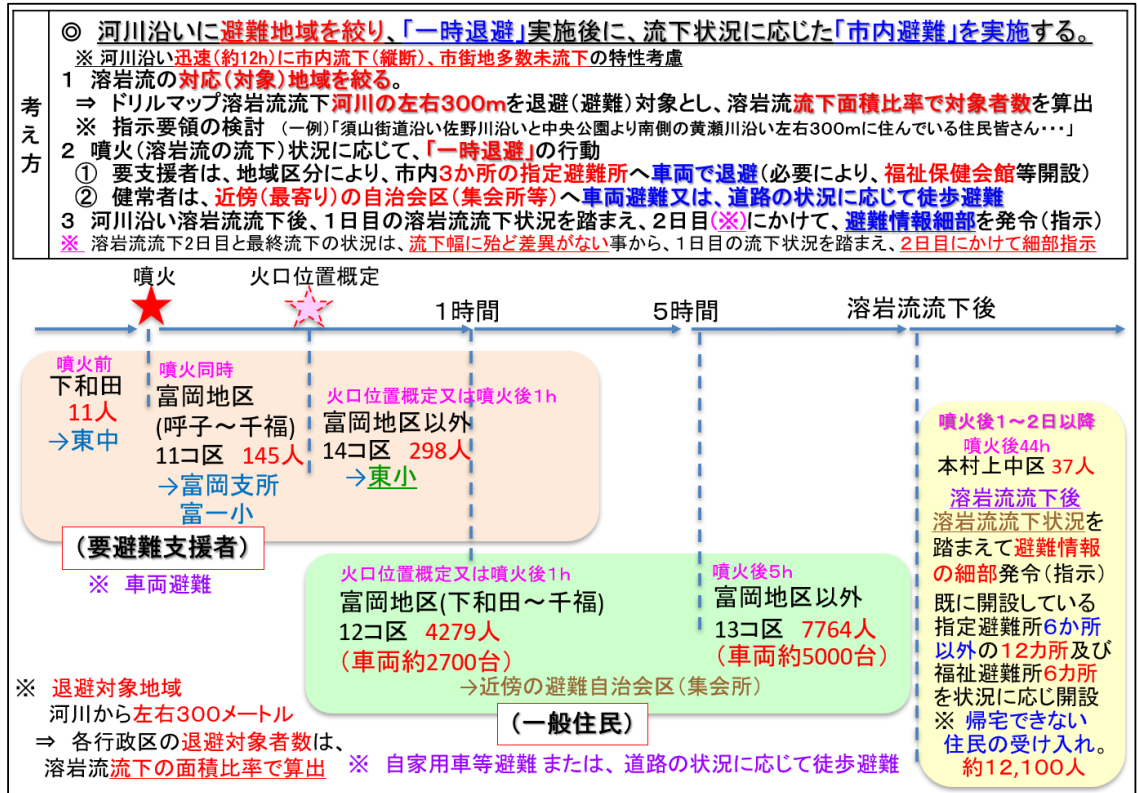 考え方
◎ 河川沿いに避難地域を絞り、「一時退避」実施後に、流下状況に応じた「市内避難」を実施する。
※ 河川沿い迅速(約12h)に市内流下(縦断)、市街地多数未流下の特性考慮
1 溶岩流の対応(対象)地域を絞る。
⇒ ドリルマップ溶岩流流下河川の左右300mを退避(避難)対象とし、溶岩流流下面積比率で対象者数を算出
※ 指示要領の検討 (一例)「須山街道沿い佐野川沿いと中央公園より南側の黄瀬川沿い左右300mに住んでいる住民皆さん・・・」
2 噴火(溶岩流の流下)状況に応じて、「一時退避」の行動
① 要支援者は、地域区分により、市内3か所の指定避難所へ車両で退避(必要により、福祉保健会館等開設)
② 健常者は、近傍(最寄り)の自治会区(集会所等)へ車両避難又は、道路の状況に応じて徒歩避難
3 河川沿い溶岩流流下後、1日目の溶岩流流下状況を踏まえ、2日目(※)にかけて、避難情報細部を発令(指示)
※ 溶岩流流下2日目と最終流下の状況は、流下幅に殆ど差異がない事から、1日目の流下状況を踏まえ、2日目にかけて細部指示
噴火
火口位置概定
1時間
5時間
溶岩流流下後
噴火前
下和田
11人
→東中
噴火同時
富岡地区
(呼子~千福)
11コ区 145人
→富岡支所
富一小
火口位置概定又は噴火後1h
富岡地区以外
14コ区 298人
→東小
(要避難支援者)
※ 車両避難
火口位置概定又は噴火後1h
富岡地区(下和田~千福)
12コ区 4279人
(車両約2700台)
噴火後5h
富岡地区以外
13コ区 7764人
(車両約5000台)
→近傍の避難自治会区(集会所)
(一般住民)
※ 自家用車等避難 または、道路の状況に応じて徒歩避難
噴火後1~2日以降
噴火後44h
本村上中区 37人
溶岩流流下後
溶岩流流下状況を
踏まえて避難情報
の細部発令(指示)
既に開設している
指定避難所6か所
以外の12カ所及び
福祉避難所6カ所
を状況に応じ開設
※ 帰宅できない
住民の受け入れ。
約12,100人
※ 退避対象地域
河川から左右300メートル
⇒ 各行政区の退避対象者数は、
溶岩流流下の面積比率で算出